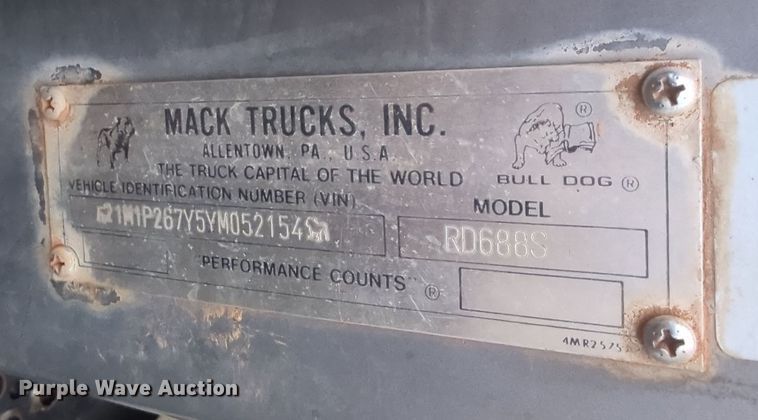 MACK TRUCKS, INC.
ALLENTOWN, PA., U.S.A.
THE TRUCK CAPITAL OF THE WORLD
BULL DOG ®
®
VEHICLE IDENTIFICATION NUMBER (VIN)
MODEL
1M1P267Y5YM052154
RD688S
"PERFORMANCE COUNTS" ®
4MR2575
Purple Wave Auction